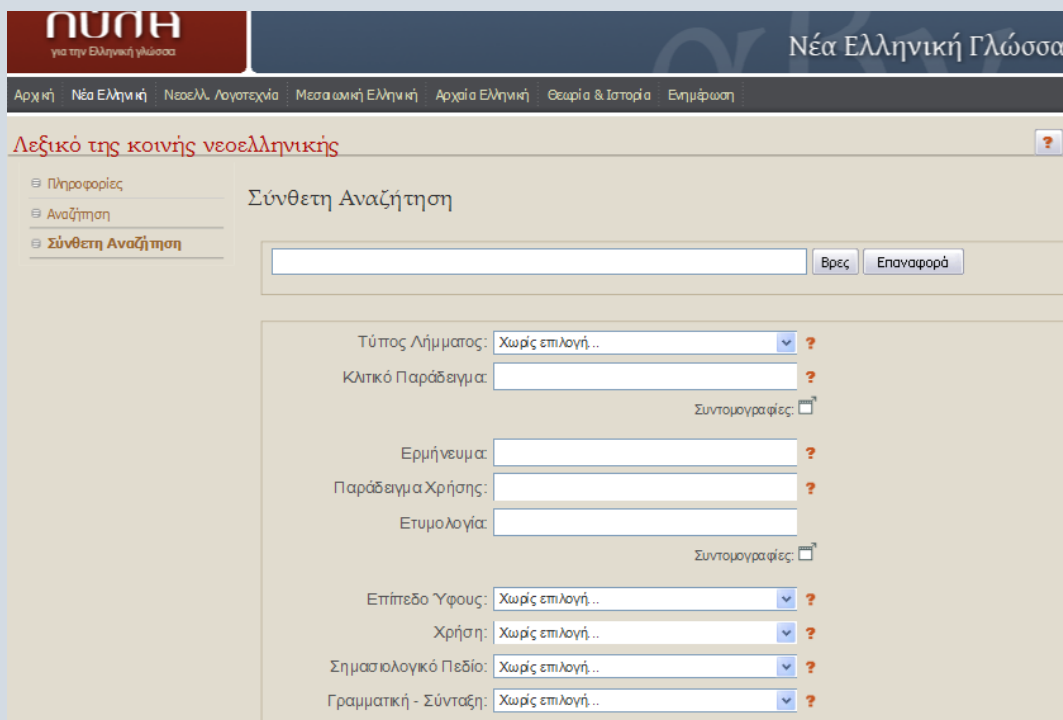 πύλη
για την Ελληνική γλώσσα
Νέα Ελληνική Γλώσσα
Αρχική Νέα Ελληνική Νεοελλ. Λογοτεχνία Μεσαιωνική Ελληνική Αρχαία Ελληνική Θεωρία & Ιστορία Ενημέρωση
Λεξικό της κοινής νεοελληνικής ?
Πληροφορίες
Αναζήτηση
Σύνθετη Αναζήτηση
Σύνθετη Αναζήτηση
Βρες Επαναφορά
Τύπος Λήμματος: Χωρίς επιλογή... ?
Κλιτικό Παράδειγμα: ?
Συντομογραφίες:
Ερμήνευμα: ?
Παράδειγμα Χρήσης: ?
Ετυμολογία:
Συντομογραφίες:
Επίπεδο Ύφους: Χωρίς επιλογή... ?
Χρήση: Χωρίς επιλογή... ?
Σημασιολογικό Πεδίο: Χωρίς επιλογή... ?
Γραμματική - Σύνταξη: Χωρίς επιλογή... ?